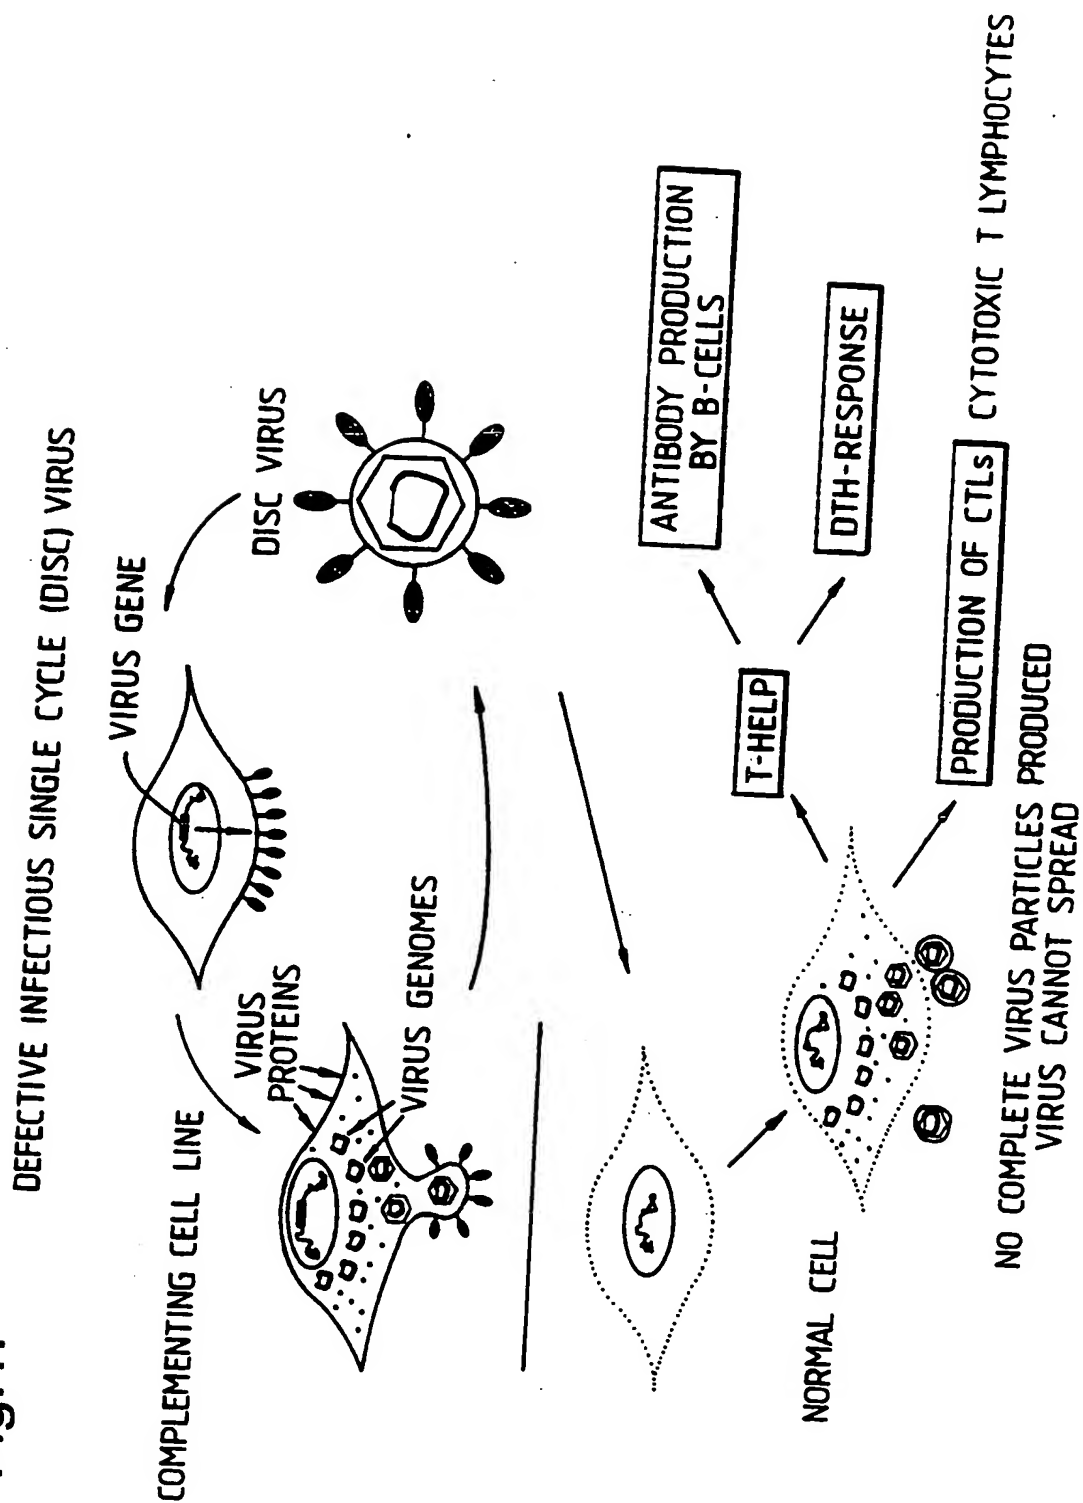 DEFECTIVE INFECTIOUS SINGLE CYCLE (DISC) VIRUS
COMPLEMENTING CELL LINE
VIRUS GENE
VIRUS
PROTEINS
DISC VIRUS
VIRUS GENOMES
NORMAL CELL
T-HELP
ANTIBODY PRODUCTION
BY B-CELLS
DTH-RESPONSE
PRODUCTION OF CTLs CYTOTOXIC T LYMPHOCYTES
NO COMPLETE VIRUS PARTICLES PRODUCED
VIRUS CANNOT SPREAD